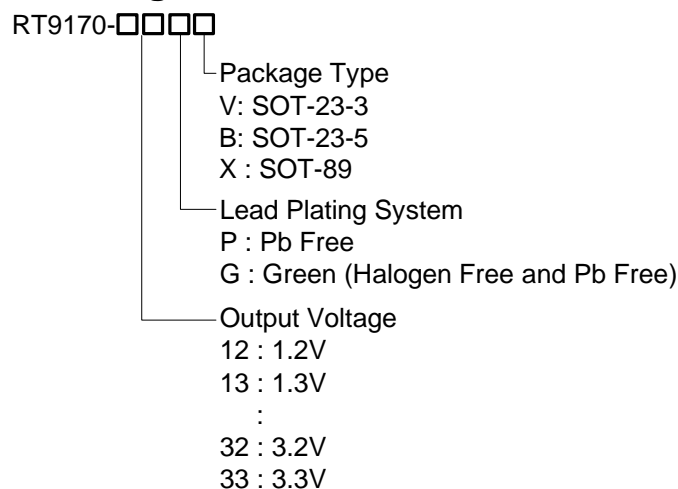 RT9170-□□□□
Package Type
V: SOT-23-3
B: SOT-23-5
X : SOT-89
Lead Plating System
P : Pb Free
G : Green (Halogen Free and Pb Free)
Output Voltage
12 : 1.2V
13 : 1.3V
:
32 : 3.2V
33 : 3.3V